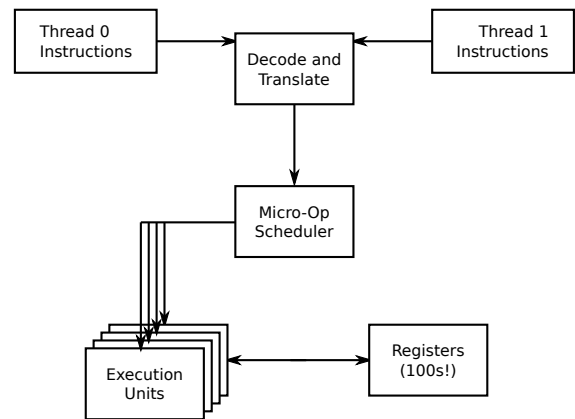 Thread 0
Instructions
Thread 1
Instructions
Decode and
Translate
Micro-Op
Scheduler
Execution
Units
Registers
(100s!)